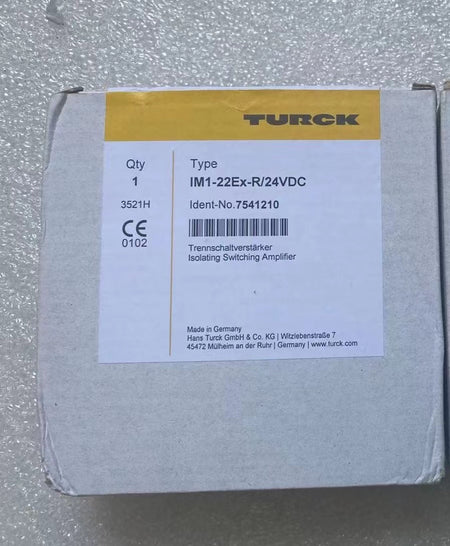 TURCK
Qty
1
3521H
CE
0102
Type
IM1-22Ex-R/24VDC
Ident-No.7541210
Trennschaltverstärker
Isolating Switching Amplifier
Made in Germany
Hans Turck GmbH & Co. KG | Witzlebenstraße 7
45472 Mülheim an der Ruhr | Germany | www.turck.com